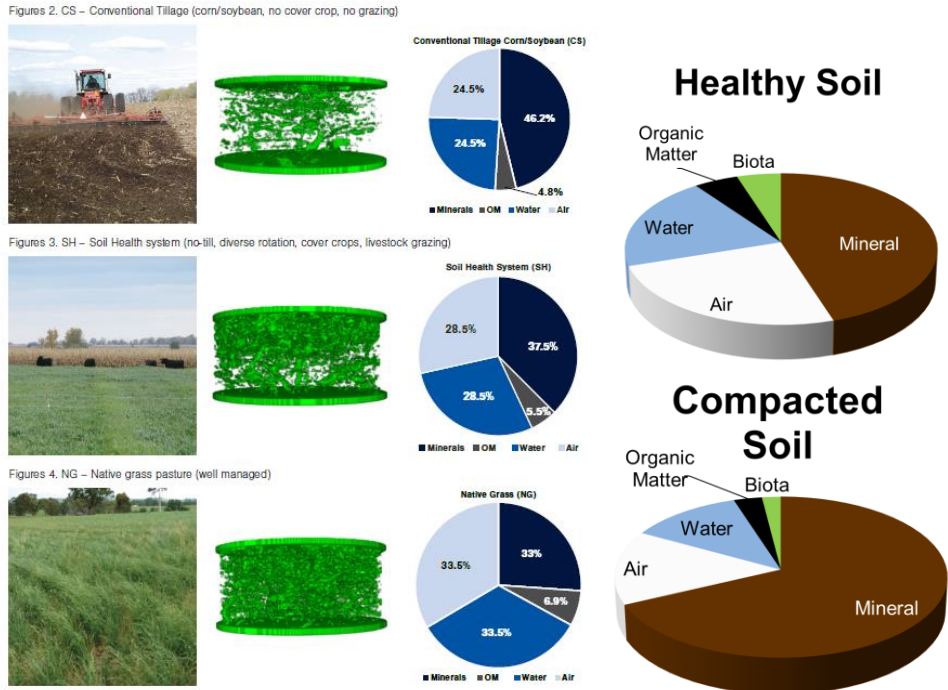 Figures 2. CS – Conventional Tillage (corn/soybean, no cover crop, no grazing)
Conventional Tillage Corn/Soybean (CS)
24.5%
46.2%
24.5%
4.8%
Minerals OM Water Air
Figures 3. SH – Soil Health system (no-till, diverse rotation, cover crops, livestock grazing)
Soil Health System (SH)
28.5%
37.5%
28.5%
5.5%
Minerals OM Water Air
Figures 4. NG – Native grass pasture (well managed)
Native Grass (NG)
33%
33.5%
6.9%
33.5%
Minerals OM Water Air
Healthy Soil
Organic
Matter
Biota
Water
Mineral
Air
Compacted
Soil
Organic
Matter
Biota
Water
Air
Mineral